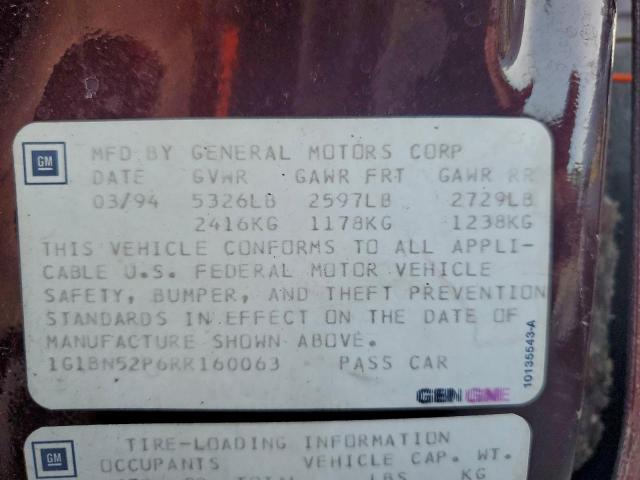 GM MFD BY GENERAL MOTORS CORP
DATE GVWR GAWR FRT GAWR RR
03/94 5326LB 2597LB 2729LB
2416KG 1178KG 1238KG
THIS VEHICLE CONFORMS TO ALL APPLI-
CABLE U.S. FEDERAL MOTOR VEHICLE
SAFETY, BUMPER, AND THEFT PREVENTION
STANDARDS IN EFFECT ON THE DATE OF
MANUFACTURE SHOWN ABOVE.
1G1BN52P6RR160063 PASS CAR
GEN GME
10135543-A
GM TIRE-LOADING INFORMATION
OCCUPANTS VEHICLE CAP. WT.
TOTAL LBS KG